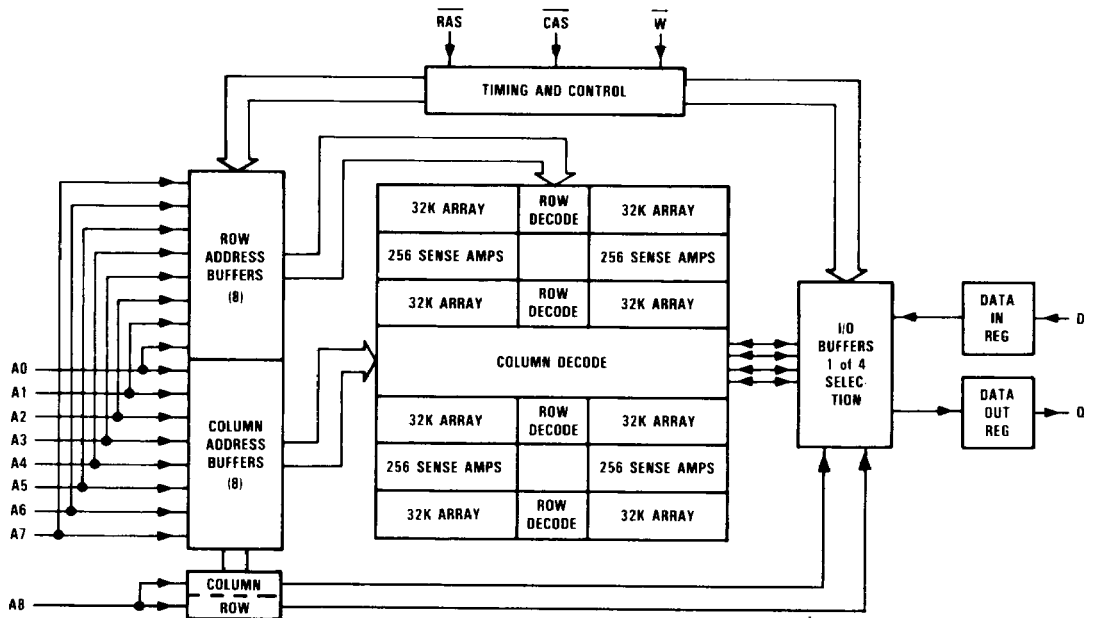 RAS CAS W
TIMING AND CONTROL
ROW
ADDRESS
BUFFERS
(8)
32K ARRAY
ROW
DECODE
32K ARRAY
256 SENSE AMPS
256 SENSE AMPS
32K ARRAY
ROW
DECODE
32K ARRAY
COLUMN DECODE
32K ARRAY
ROW
DECODE
32K ARRAY
256 SENSE AMPS
256 SENSE AMPS
32K ARRAY
ROW
DECODE
32K ARRAY
I/O
BUFFERS
1 of 4
SELEC-
TION
DATA
IN
REG
D
DATA
OUT
REG
Q
A0
A1
A2
A3
A4
A5
A6
A7
COLUMN
ADDRESS
BUFFERS
(8)
A8
COLUMN
ROW